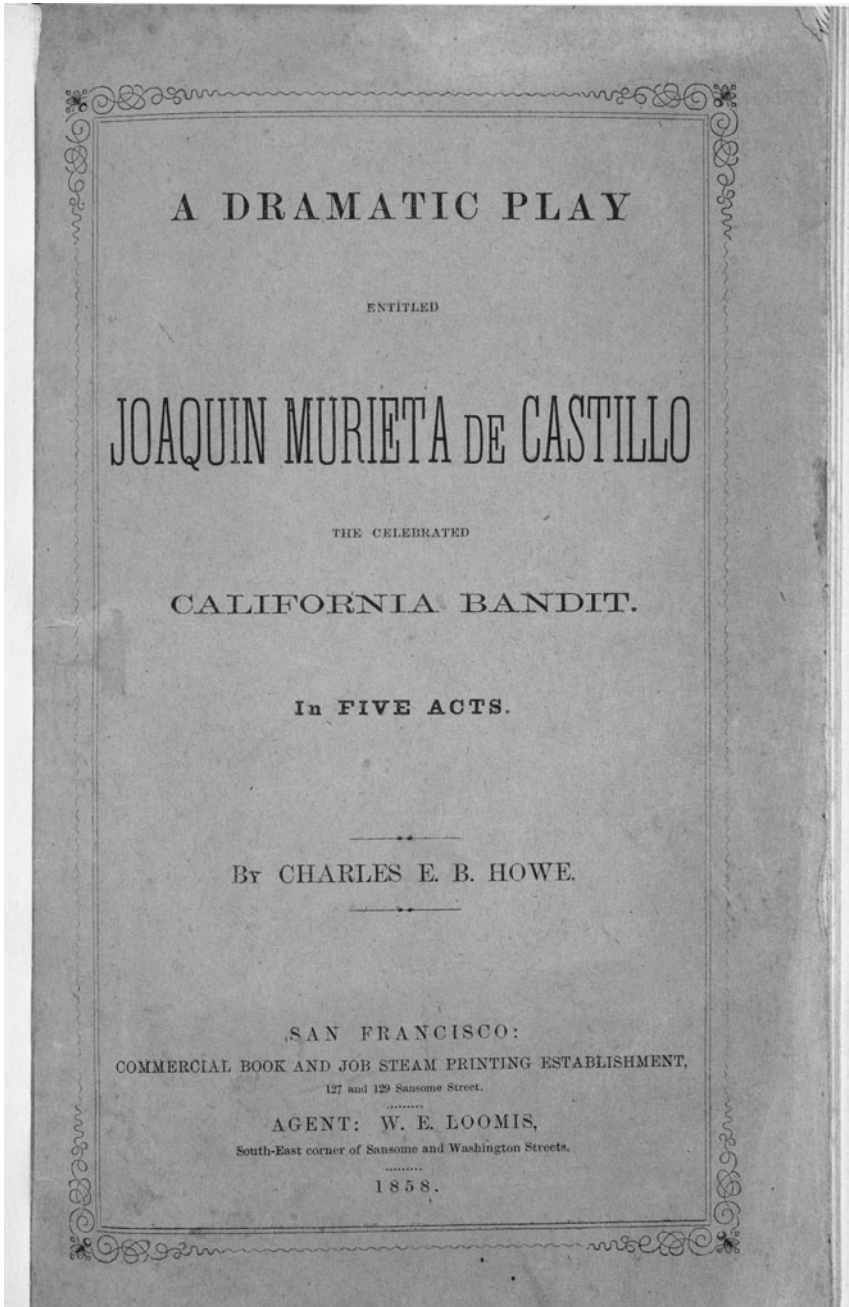 A DRAMATIC PLAY
ENTITLED
JOAQUIN MURIETA DE CASTILLO
THE CELEBRATED
CALIFORNIA BANDIT.
In FIVE ACTS.
By CHARLES E. B. HOWE.
SAN FRANCISCO:
COMMERCIAL BOOK AND JOB STEAM PRINTING ESTABLISHMENT,
127 and 129 Sansome Street.
AGENT: W. E. LOOMIS,
South-East corner of Sansome and Washington Streets.
1858.